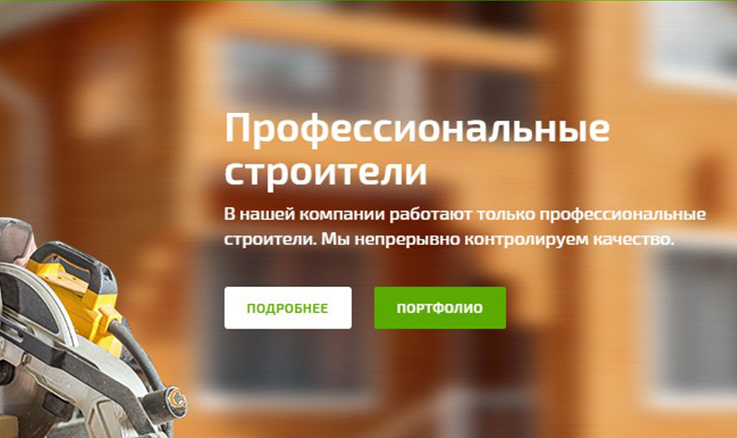 Профессиональные
строители
В нашей компании работают только профессиональные
строители. Мы непрерывно контролируем качество.
ПОДРОБНЕЕ
ПОРТФОЛИО